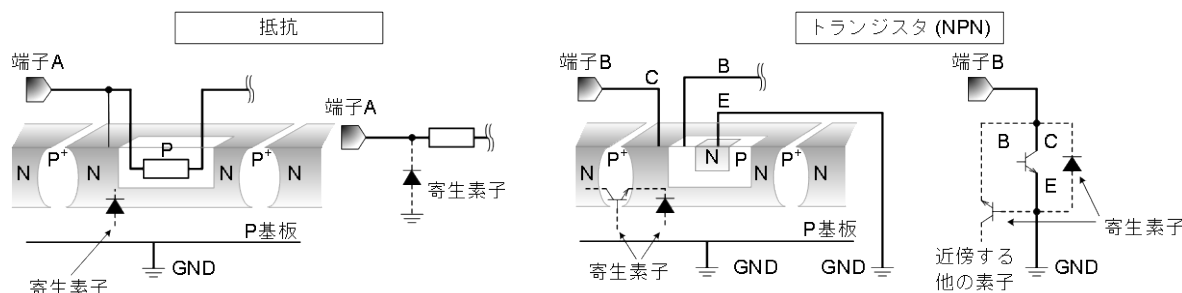 抵抗
端子A
P
N
P+
N
N
P+
N
寄生素子
P基板
GND
端子A
寄生素子
トランジスタ (NPN)
端子B
C
B
E
N
P+
N
N
P
N
P+
N
P基板
寄生素子
GND
GND
端子B
B
C
E
寄生素子
近傍する
他の素子